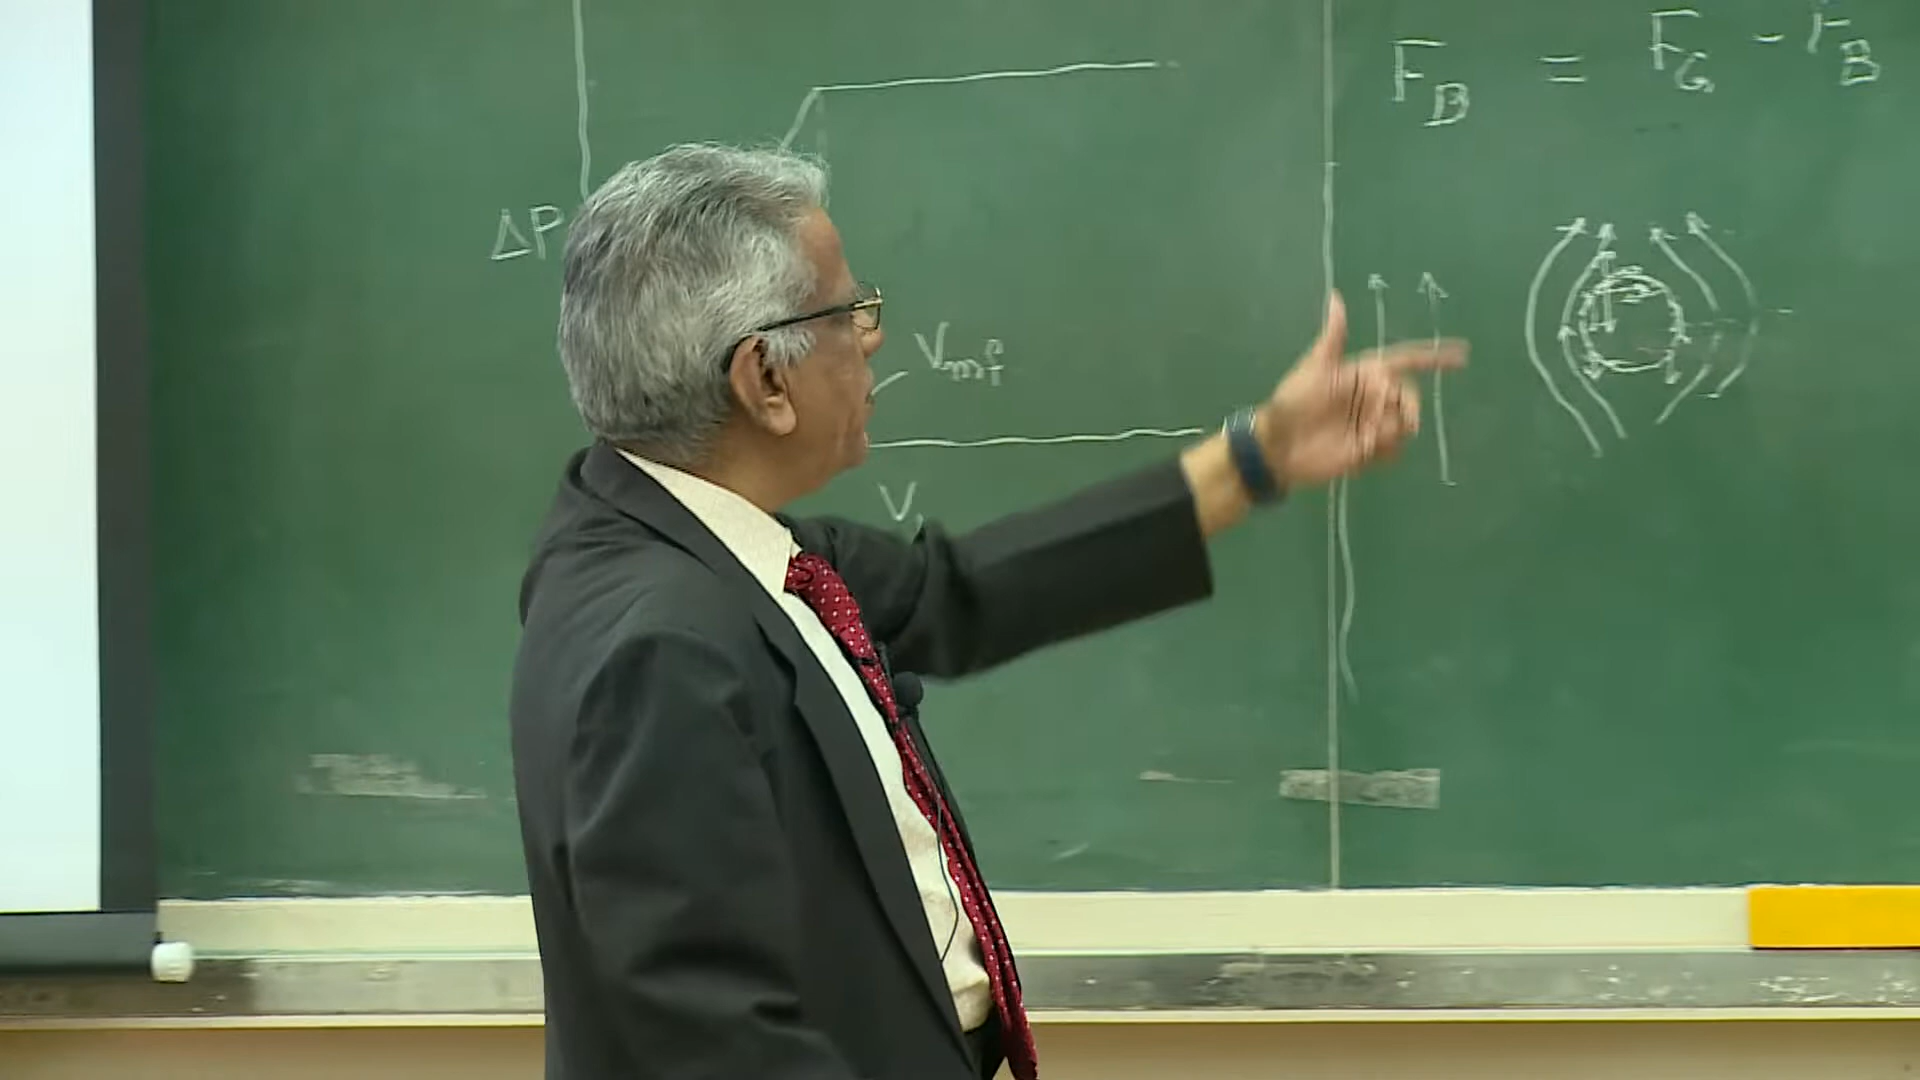 F_B = F_G - F_B
ΔP
V_mf
V